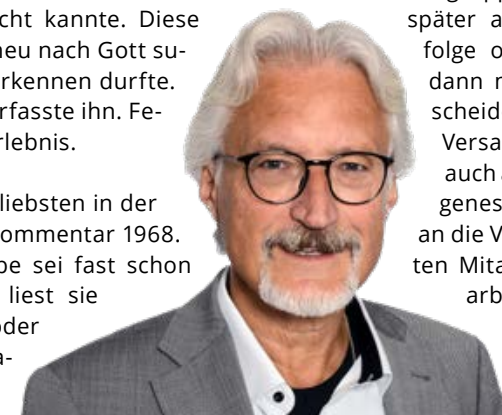 cht kannte. Diese
neu nach Gott su-
rkennen durfte.
rfasste ihn. Fe-
rlebnis.
liebsten in der
ommentar 1968.
be sei fast schon
liest sie
oder
a-
später a
folge o
dann n
scheid
Versa
auch
genes
an die V
ten Mita
arb